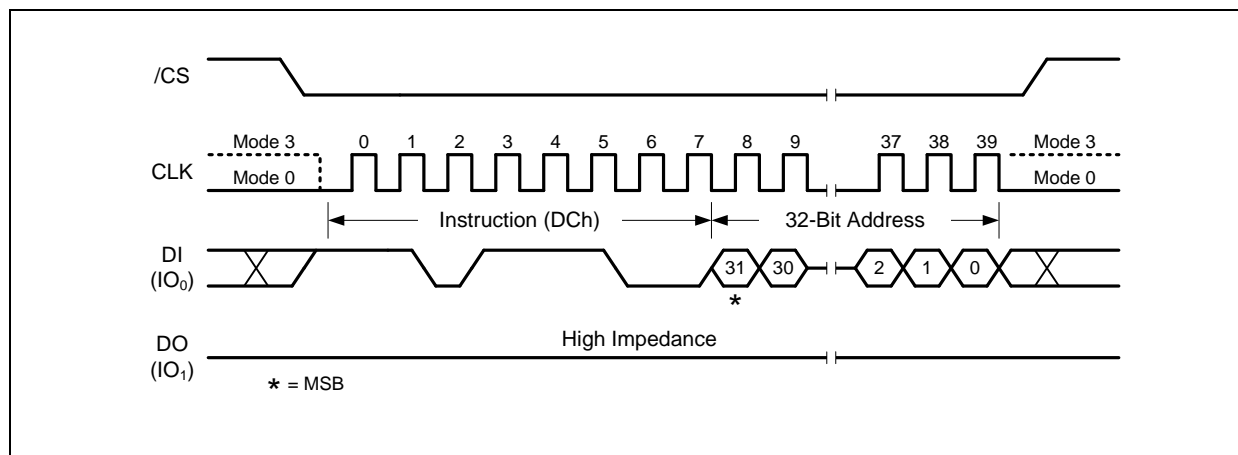 /CS
Mode 3 0 1 2 3 4 5 6 7 8 9 37 38 39 Mode 3
CLK
Mode 0 Mode 0
Instruction (DCh) 32-Bit Address
DI
(IO₀)
31 30 2 1 0
*
High Impedance
DO
(IO₁)
* = MSB